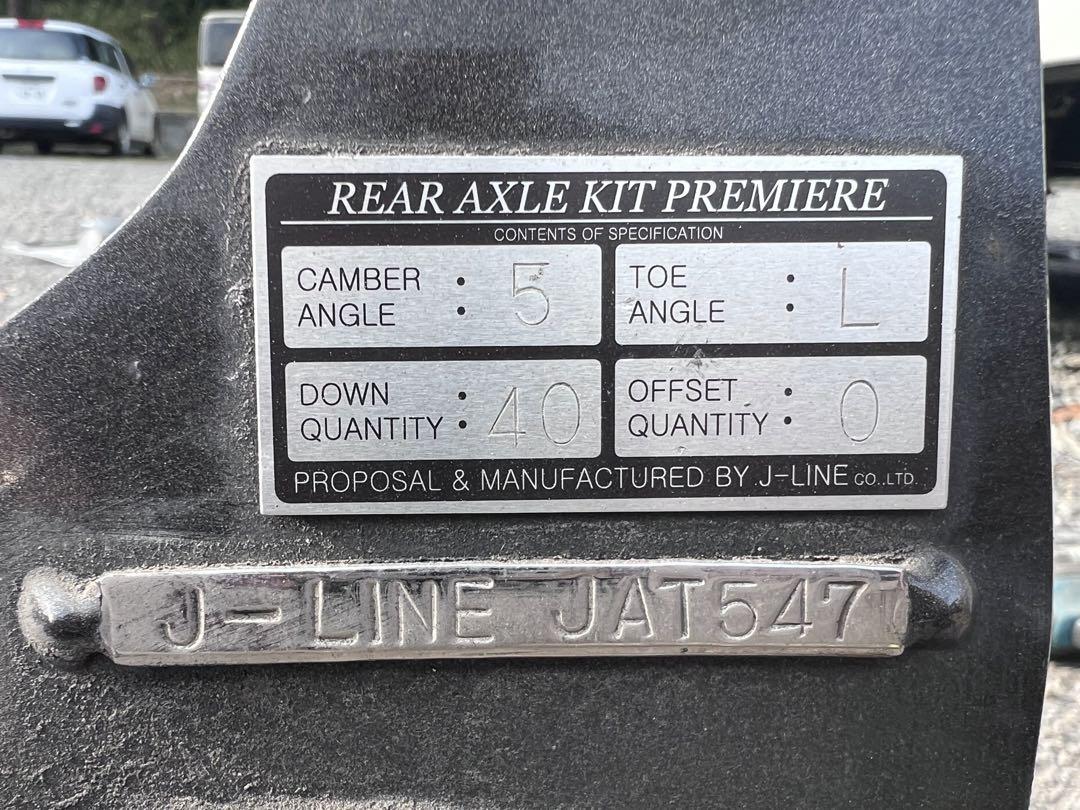 REAR AXLE KIT PREMIERE
CONTENTS OF SPECIFICATION
CAMBER ANGLE : 5
TOE ANGLE : L
DOWN QUANTITY : 40
OFFSET QUANTITY : 0
PROPOSAL & MANUFACTURED BY J-LINE CO.,LTD.
J-LINE JAT547